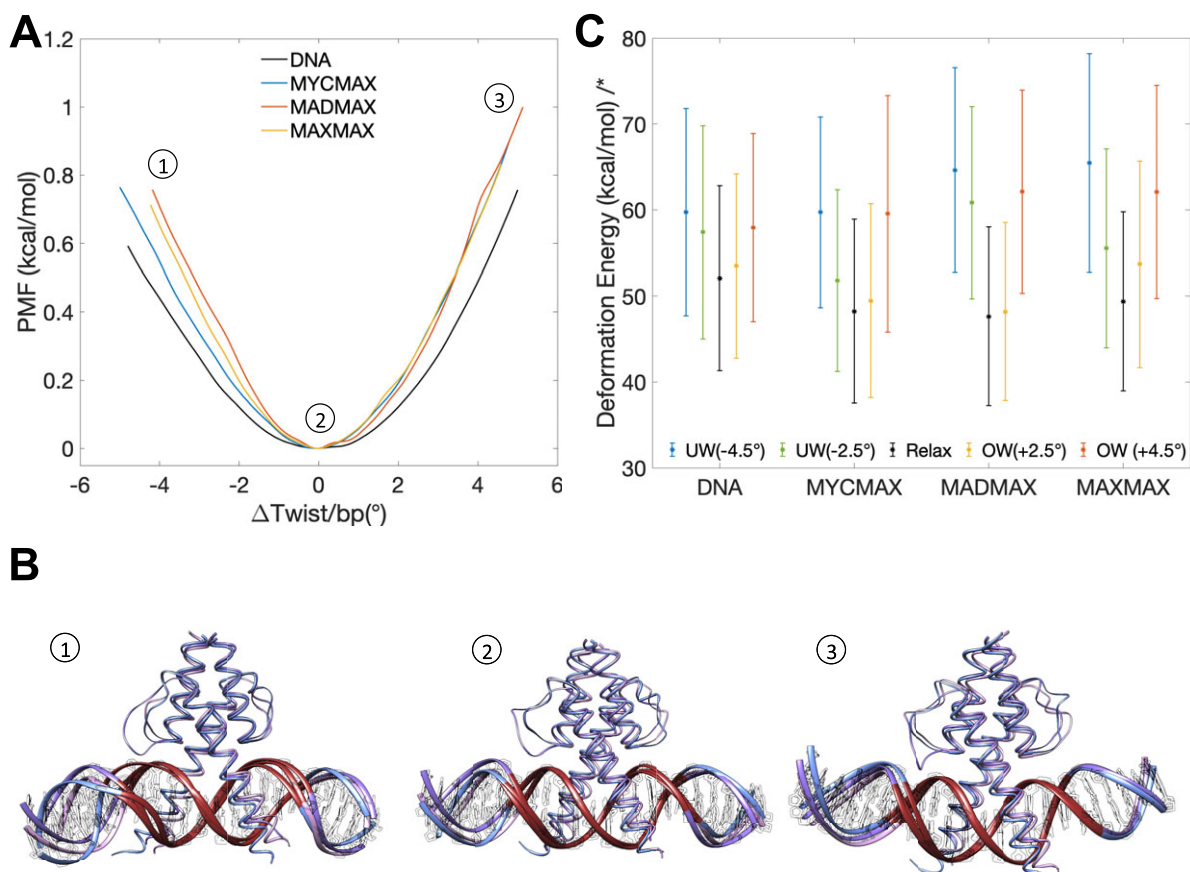 A
1.2
1
0.8
0.6
0.4
0.2
0
PMF (kcal/mol)
-6
-4
-2
0
2
4
6
ΔTwist/bp(°)
DNA
MYCMAX
MADMAX
MAXMAX
①
②
③
C
80
70
60
50
40
30
Deformation Energy (kcal/mol) /*
UW(-4.5°) UW(-2.5°) Relax OW(+2.5°) OW (+4.5°)
DNA MYCMAX MADMAX MAXMAX
B
① ② ③